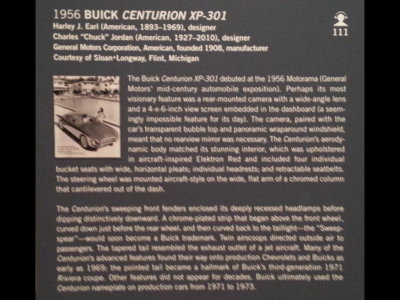 1956 BUICK CENTURION XP-301
Harley J. Earl (American, 1893–1969), designer
Charles "Chuck" Jordan (American, 1927–2010), designer
General Motors Corporation, American, founded 1908, manufacturer
Courtesy of Sloan•Longway, Flint, Michigan
111
The Buick Centurion XP-301 debuted at the 1956 Motorama (General
Motors' mid-century automobile exposition). Perhaps its most
visionary feature was a rear-mounted camera with a wide-angle lens
and a 4-x 6-inch view screen embedded in the dashboard (a seem-
ingly impossible feature for its day). The camera, paired with the
car's transparent bubble top and panoramic wraparound windshield,
meant that no rearview mirror was necessary. The Centurion's aerody-
namic body matched its stunning interior, which was upholstered
in aircraft-inspired Elektron Red and included four individual
bucket seats with wide, horizontal pleats; individual headrests; and retractable seatbelts.
The steering wheel was mounted aircraft-style on the wide, flat arm of a chromed column
that cantilevered out of the dash.
The Centurion's sweeping front fenders enclosed its deeply recessed headlamps before
dipping distinctively downward. A chrome-plated strip that began above the front wheel,
curved down just before the rear wheel, and then curved back to the taillight—the "Sweep-
spear"—would soon become a Buick trademark. Twin airscoops directed outside air to
passengers. The tapered tail resembled the exhaust outlet of a jet aircraft. Many of the
Centurion's advanced features found their way onto production Chevrolets and Buicks as
early as 1969; the pointed tail became a hallmark of Buick's third-generation 1971
Riviera coupe. Other features did not appear for decades. Buick ultimately used the
Centurion nameplate on production cars from 1971 to 1973.